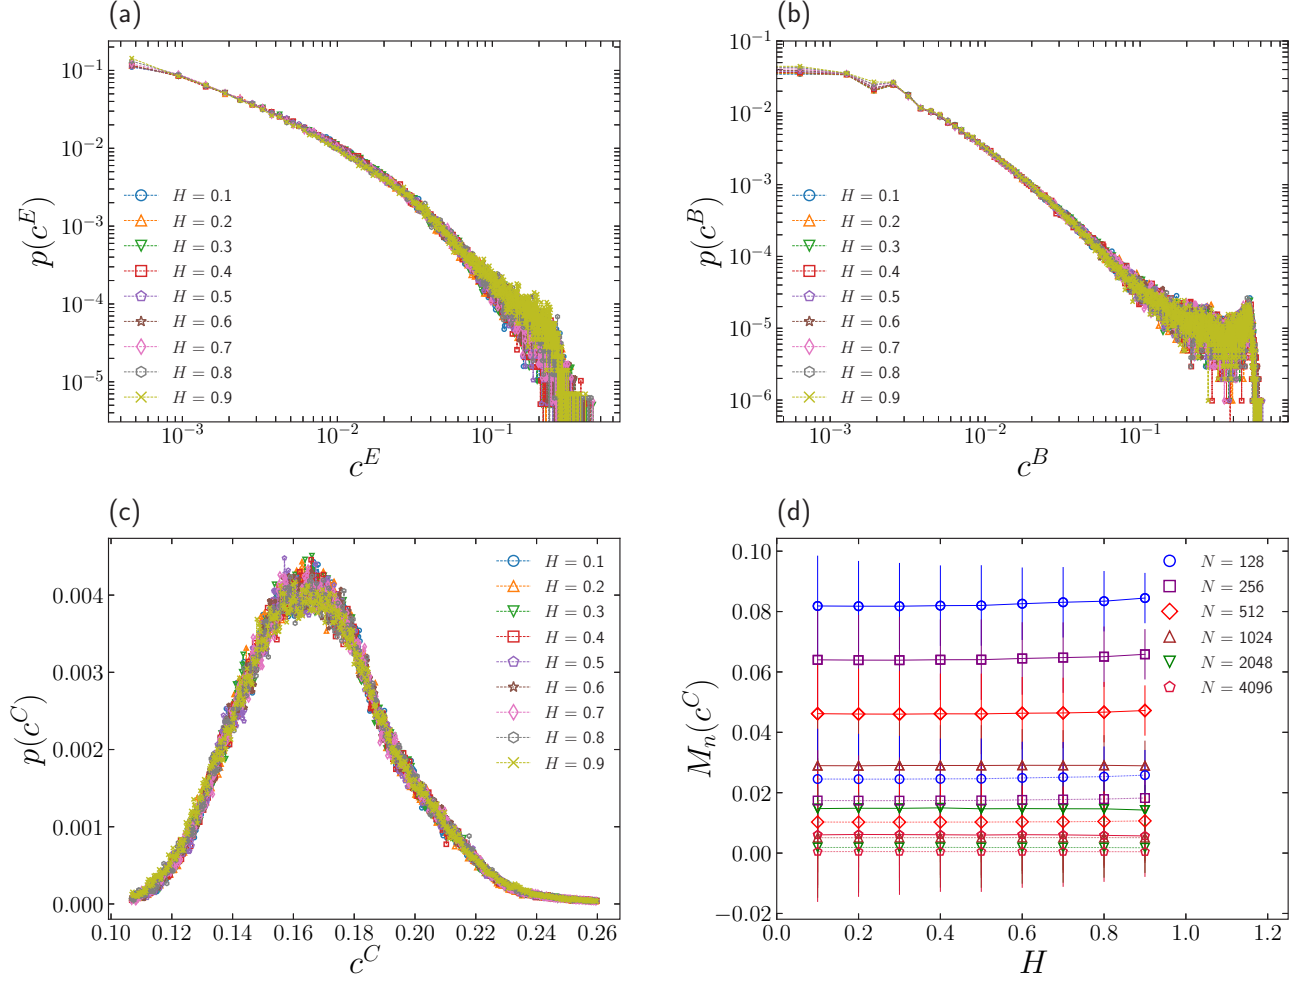 (a)
10⁻¹
10⁻²
10⁻³
10⁻⁴
10⁻⁵
p(c^E)
H = 0.1
H = 0.2
H = 0.3
H = 0.4
H = 0.5
H = 0.6
H = 0.7
H = 0.8
H = 0.9
10⁻³ 10⁻² 10⁻¹
c^E
(b)
10⁻¹
10⁻²
10⁻³
10⁻⁴
10⁻⁵
10⁻⁶
p(c^B)
H = 0.1
H = 0.2
H = 0.3
H = 0.4
H = 0.5
H = 0.6
H = 0.7
H = 0.8
H = 0.9
10⁻³ 10⁻² 10⁻¹
c^B
(c)
0.004
0.003
0.002
0.001
0.000
p(c^C)
H = 0.1
H = 0.2
H = 0.3
H = 0.4
H = 0.5
H = 0.6
H = 0.7
H = 0.8
H = 0.9
0.10 0.12 0.14 0.16 0.18 0.20 0.22 0.24 0.26
c^C
(d)
0.10
0.08
0.06
0.04
0.02
0.00
−0.02
M_n(c^C)
N = 128
N = 256
N = 512
N = 1024
N = 2048
N = 4096
0.0 0.2 0.4 0.6 0.8 1.0 1.2
H